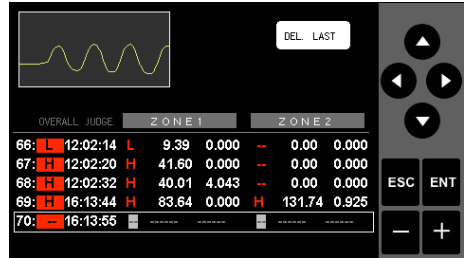 DEL. LAST
OVERALL JUDGE. ZONE1 ZONE2
66: L 12:02:14 L 9.39 0.000 -- 0.00 0.000
67: H 12:02:20 H 41.60 0.000 -- 0.00 0.000
68: H 12:02:32 H 40.01 4.043 -- 0.00 0.000
69: H 16:13:44 H 83.64 0.000 H 131.74 0.925
70: -- 16:13:55 -- ------ ------ -- ------ ------
ESC ENT
− +